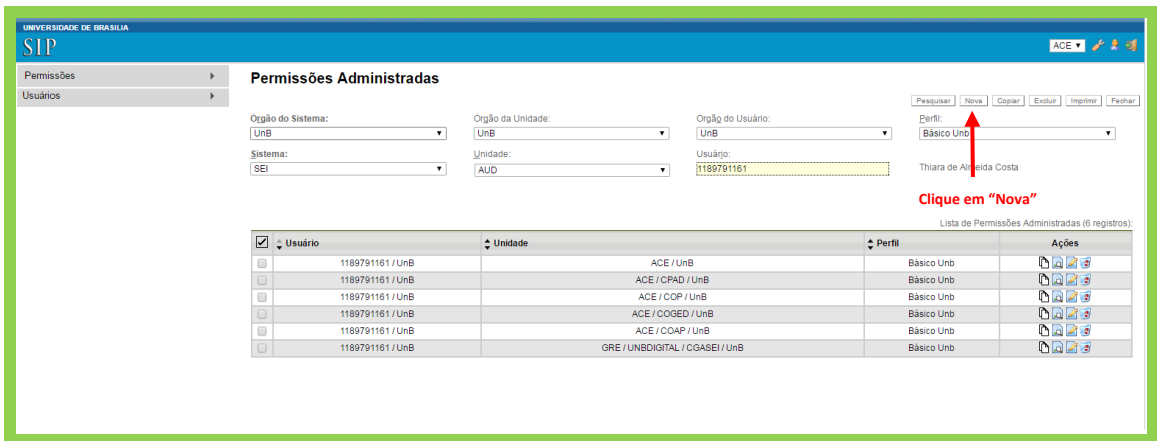 UNIVERSIDADE DE BRASILIA
SIP
ACE
Permissões
Usuários
Permissões Administradas
Pesquisar Nova Copiar Excluir Imprimir Fechar
Orgão do Sistema: Orgão da Unidade: Orgão do Usuário: Perfil:
UnB UnB UnB Básico Unb
Sistema: Unidade: Usuário:
SEI AUD 1189791161 Thiara de Almeida Costa
Clique em “Nova”
Lista de Permissões Administradas (6 registros):
Usuário Unidade Perfil Ações
1189791161 / UnB ACE / UnB Básico Unb
1189791161 / UnB ACE / CPAD / UnB Básico Unb
1189791161 / UnB ACE / COP / UnB Básico Unb
1189791161 / UnB ACE / COGED / UnB Básico Unb
1189791161 / UnB ACE / COAP / UnB Básico Unb
1189791161 / UnB GRE / UNBDIGITAL / CGASEI / UnB Básico Unb